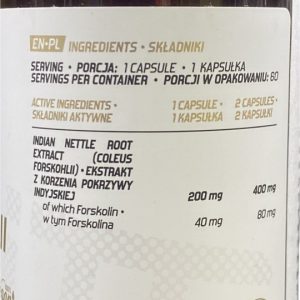 EN•PL INGREDIENTS • SKŁADNIKI
SERVING • PORCJA: 1 CAPSULE • 1 KAPSUŁKA
SERVINGS PER CONTAINER • PORCJI W OPAKOWANIU: 60
ACTIVE INGREDIENTS • 1 CAPSULE • 2 CAPSULES •
SKŁADNIKI AKTYWNE 1 KAPSUŁKA 2 KAPSUŁKI
INDIAN NETTLE ROOT
EXTRACT (COLEUS
FORSKOHLII) • EKSTRAKT
Z KORZENIA POKRZYWY
INDYJSKIEJ 200 mg 400 mg
of which Forskolin • 40 mg 80 mg
w tym Forskolina